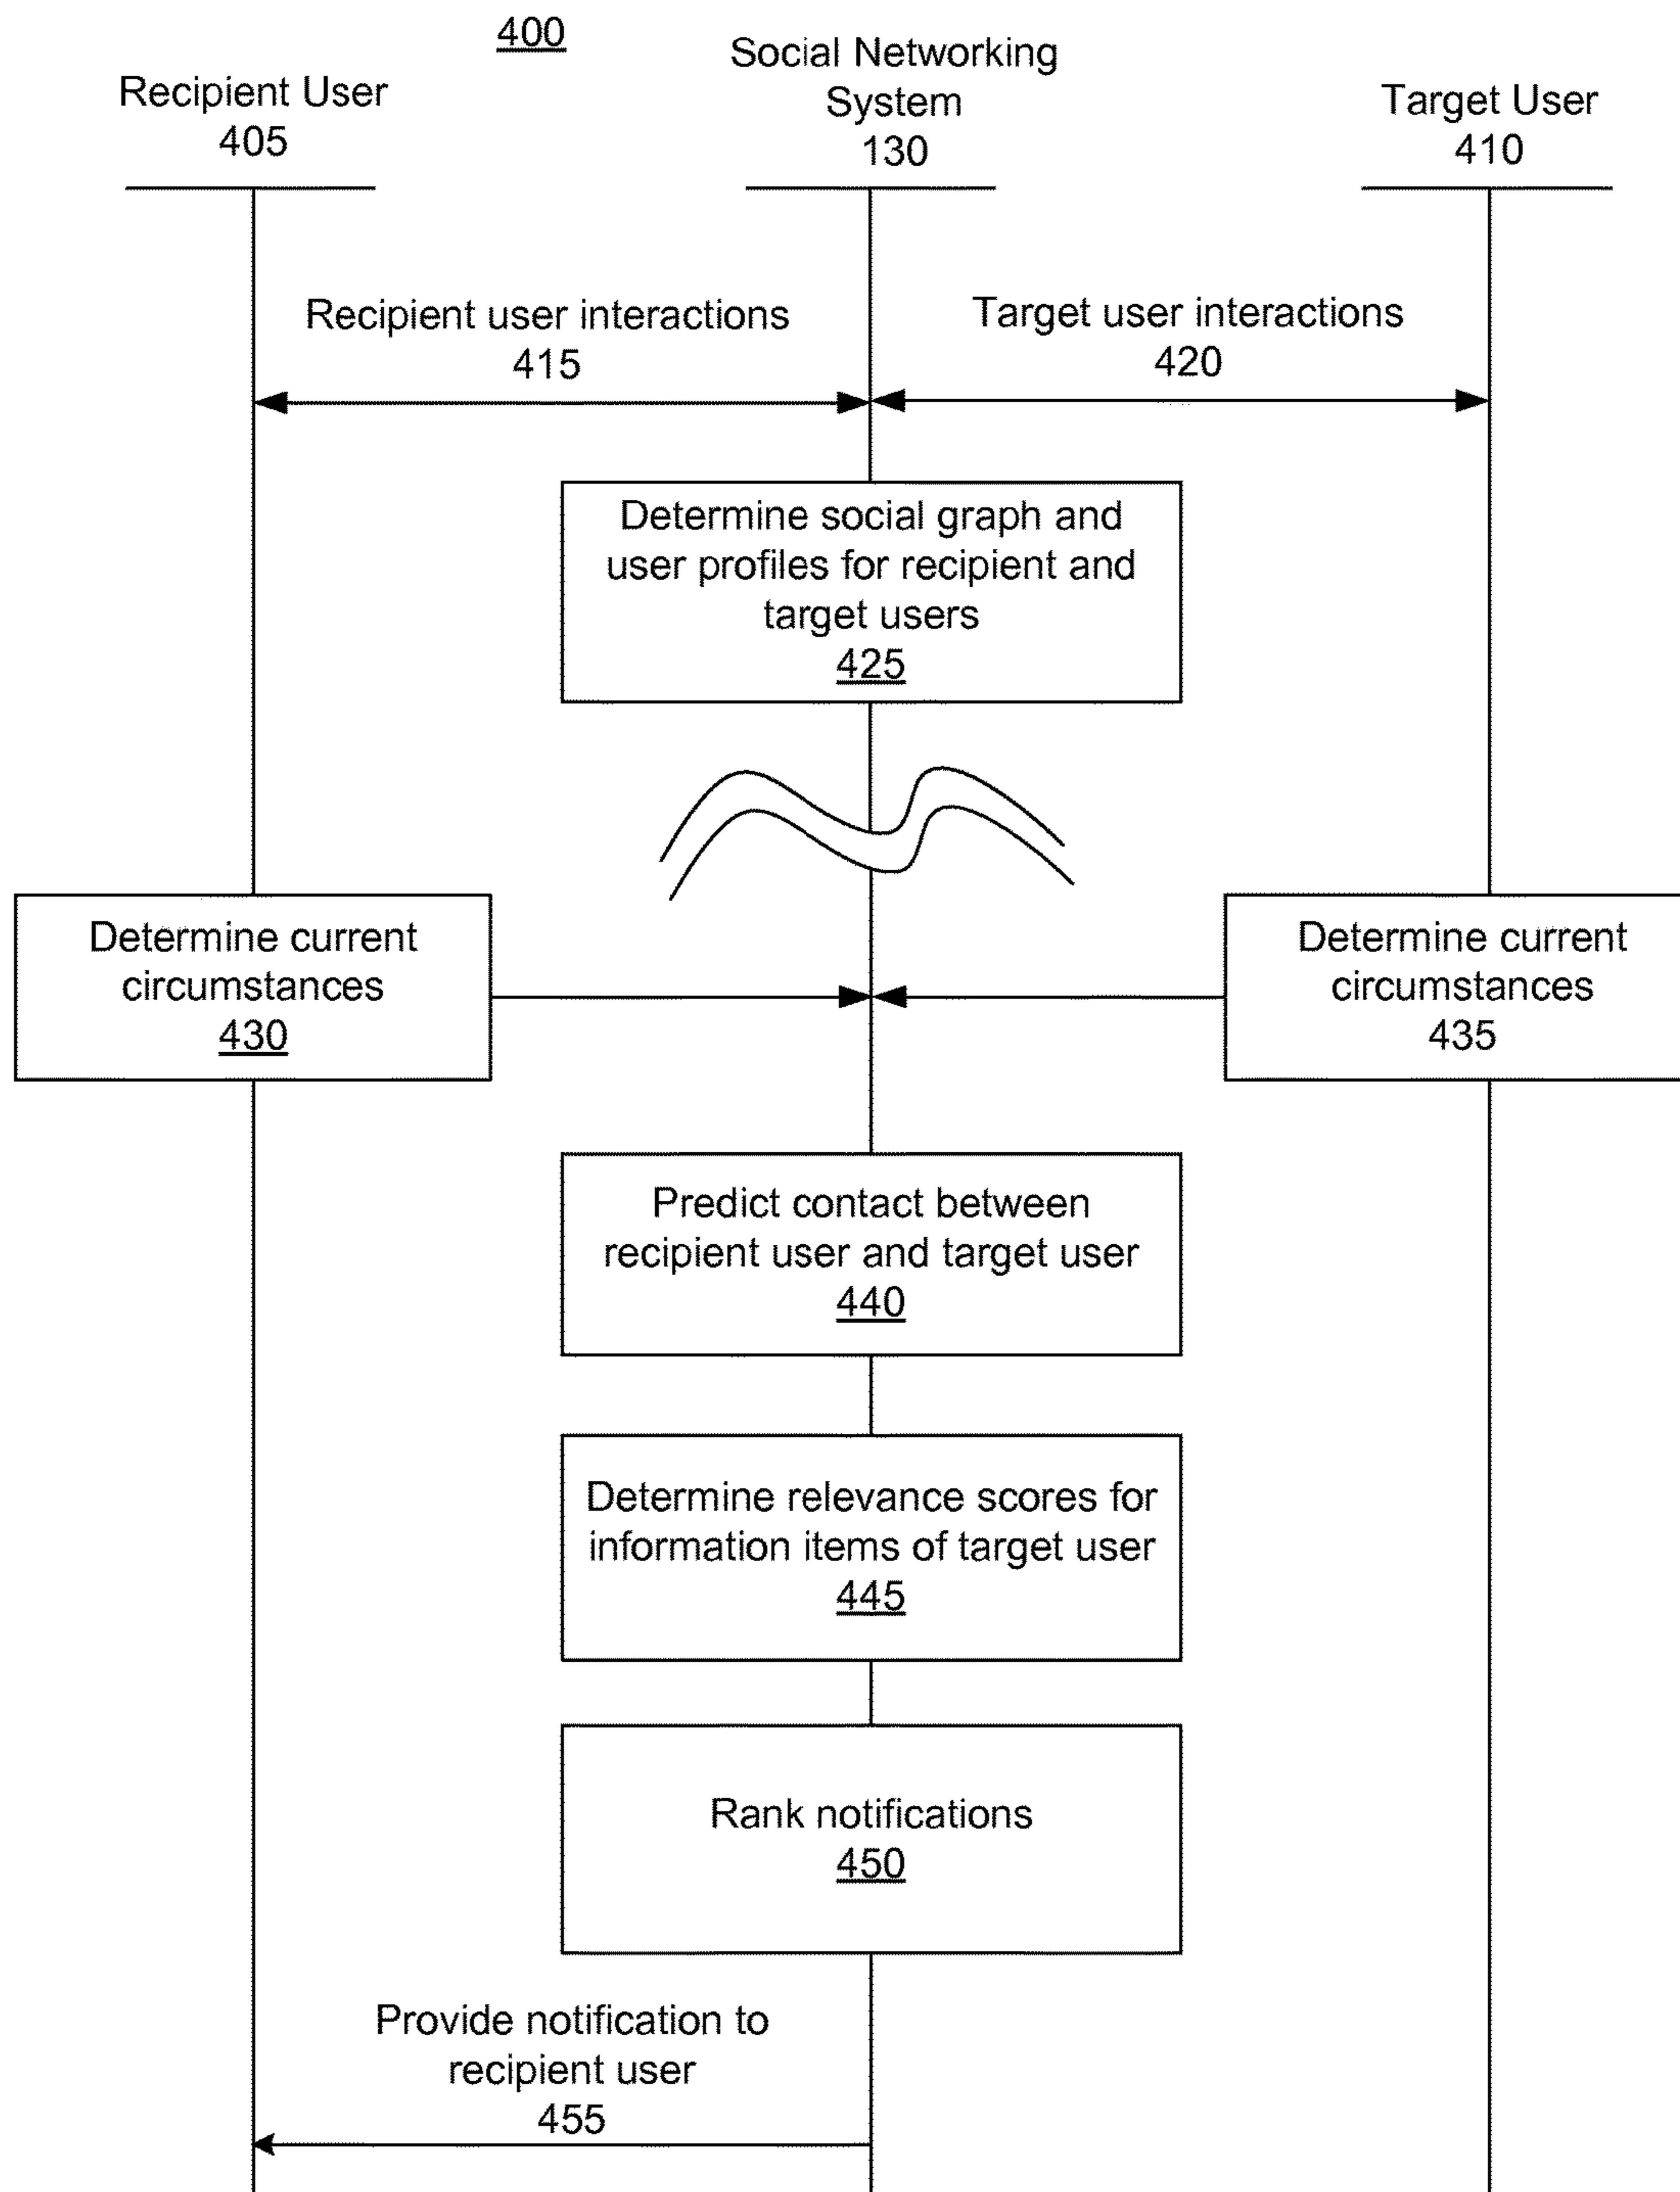 400
Social Networking
System
130
Recipient User
405
Target User
410
Recipient user interactions
415
Target user interactions
420
Determine social graph and
user profiles for recipient and
target users
425
Determine current
circumstances
430
Determine current
circumstances
435
Predict contact between
recipient user and target user
440
Determine relevance scores for
information items of target user
445
Rank notifications
450
Provide notification to
recipient user
455